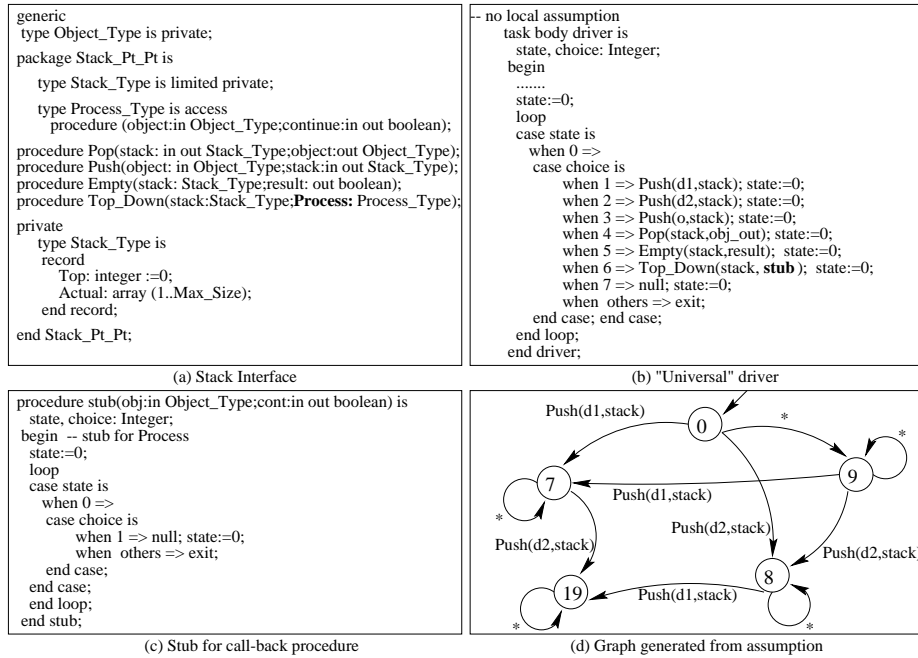 generic
type Object_Type is private;
package Stack_Pt_Pt is
type Stack_Type is limited private;
type Process_Type is access
procedure (object:in Object_Type;continue:in out boolean);
procedure Pop(stack: in out Stack_Type;object:out Object_Type);
procedure Push(object: in Object_Type;stack:in out Stack_Type);
procedure Empty(stack: Stack_Type;result: out boolean);
procedure Top_Down(stack:Stack_Type;Process: Process_Type);
private
type Stack_Type is
record
Top: integer :=0;
Actual: array (1..Max_Size);
end record;
end Stack_Pt_Pt;
(a) Stack Interface
-- no local assumption
task body driver is
state, choice: Integer;
begin
.......
state:=0;
loop
case state is
when 0 =>
case choice is
when 1 => Push(d1,stack); state:=0;
when 2 => Push(d2,stack); state:=0;
when 3 => Push(o,stack); state:=0;
when 4 => Pop(stack,obj_out); state:=0;
when 5 => Empty(stack,result); state:=0;
when 6 => Top_Down(stack, stub ); state:=0;
when 7 => null; state:=0;
when others => exit;
end case; end case;
end loop;
end driver;
(b) "Universal" driver
procedure stub(obj:in Object_Type;cont:in out boolean) is
state, choice: Integer;
begin -- stub for Process
state:=0;
loop
case state is
when 0 =>
case choice is
when 1 => null; state:=0;
when others => exit;
end case;
end case;
end loop;
end stub;
(c) Stub for call-back procedure
Push(d1,stack)
0
*
*
7
9
Push(d1,stack)
*
Push(d2,stack)
Push(d2,stack)
Push(d2,stack)
8
19
Push(d1,stack)
*
*
(d) Graph generated from assumption